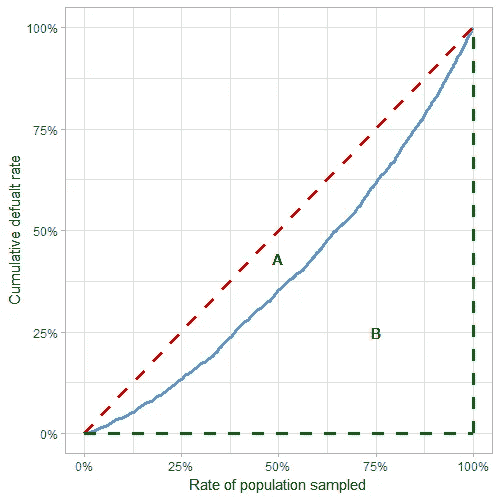 100%
75%
50%
25%
0%
Cumulative defualt rate
A
B
0%
25%
50%
75%
100%
Rate of population sampled